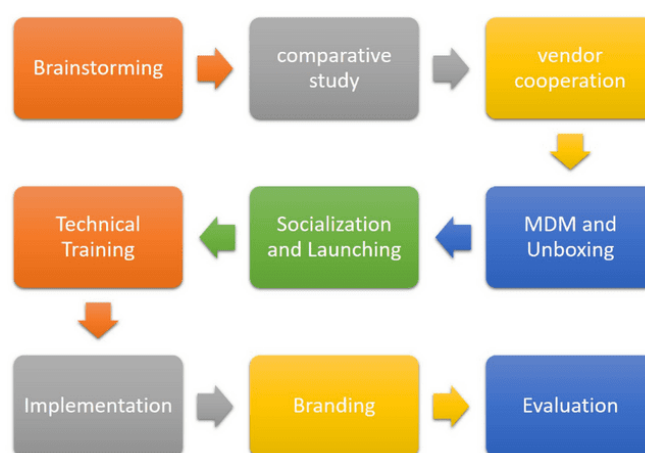 Brainstorming
comparative
study
vendor
cooperation
MDM and
Unboxing
Socialization
and Launching
Technical
Training
Implementation
Branding
Evaluation